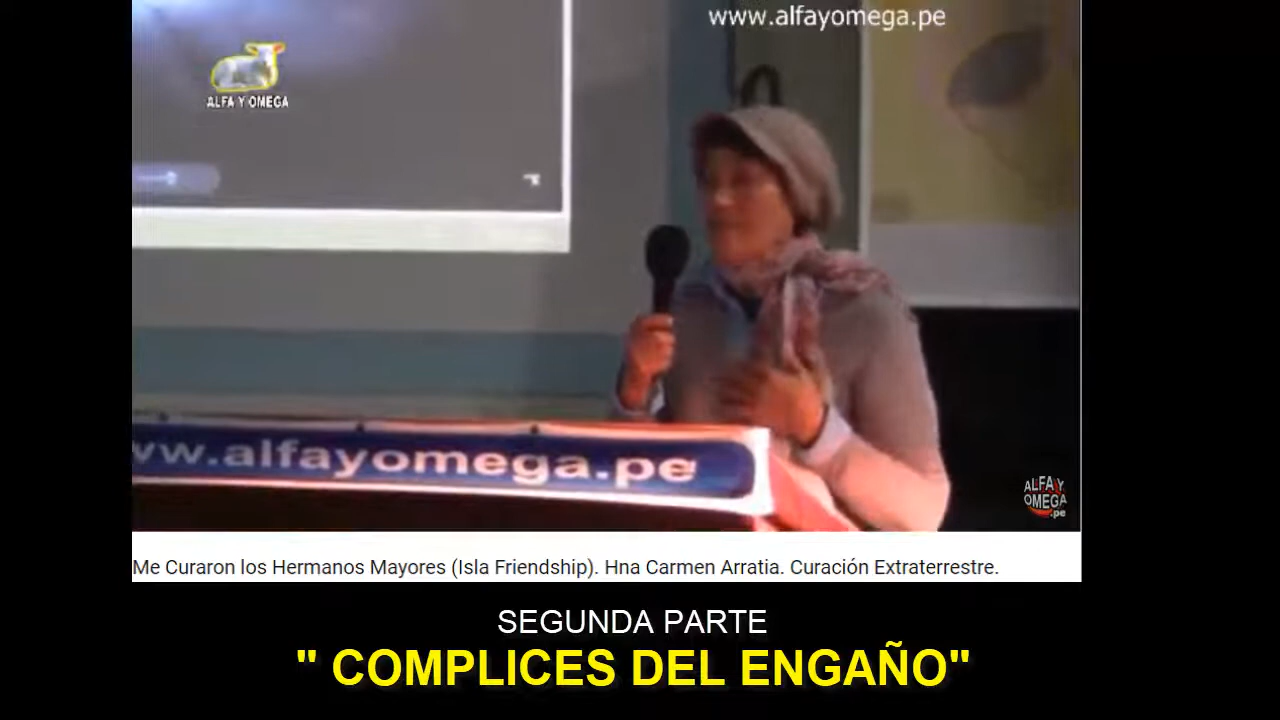 www.alfayomega.pe
ALFA Y OMEGA
ww.alfayomega.pe
ALFA Y
OMEGA
.pe
Me Curaron los Hermanos Mayores (Isla Friendship). Hna Carmen Arratia. Curación Extraterrestre.
SEGUNDA PARTE
" COMPLICES DEL ENGAÑO"